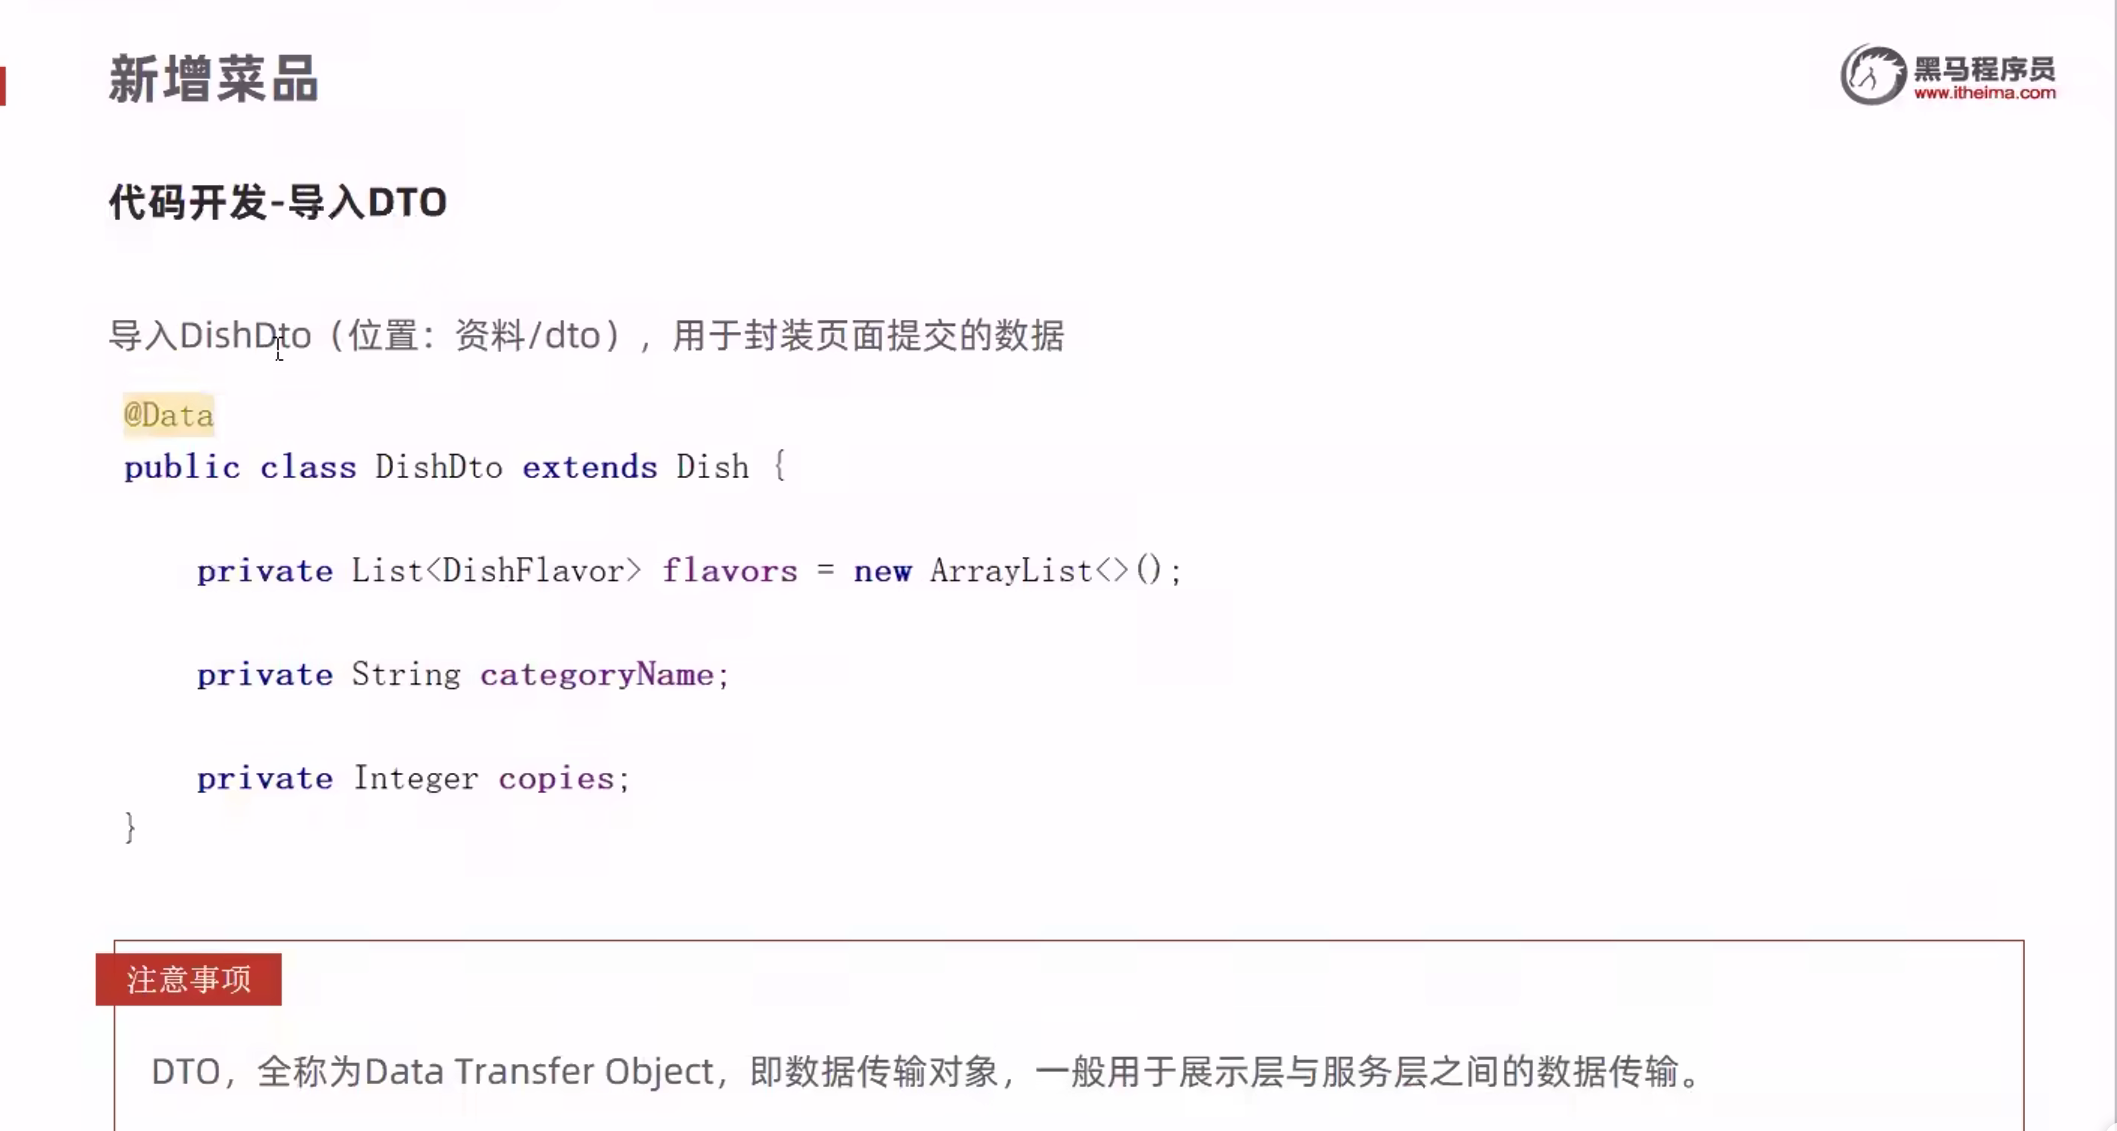 新增菜品
黑马程序员
www.itheima.com
代码开发-导入DTO
导入DishDto（位置：资料/dto），用于封装页面提交的数据
@Data
public class DishDto extends Dish {
    private List<DishFlavor> flavors = new ArrayList<>();
    private String categoryName;
    private Integer copies;
}
注意事项
DTO，全称为Data Transfer Object，即数据传输对象，一般用于展示层与服务层之间的数据传输。